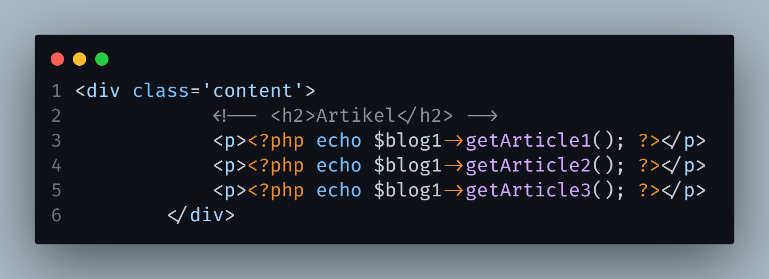 1 <div class='content'>
2 <!-- <h2>Artikel</h2> -->
3 <p><?php echo $blog1->getArticle1(); ?></p>
4 <p><?php echo $blog1->getArticle2(); ?></p>
5 <p><?php echo $blog1->getArticle3(); ?></p>
6 </div>